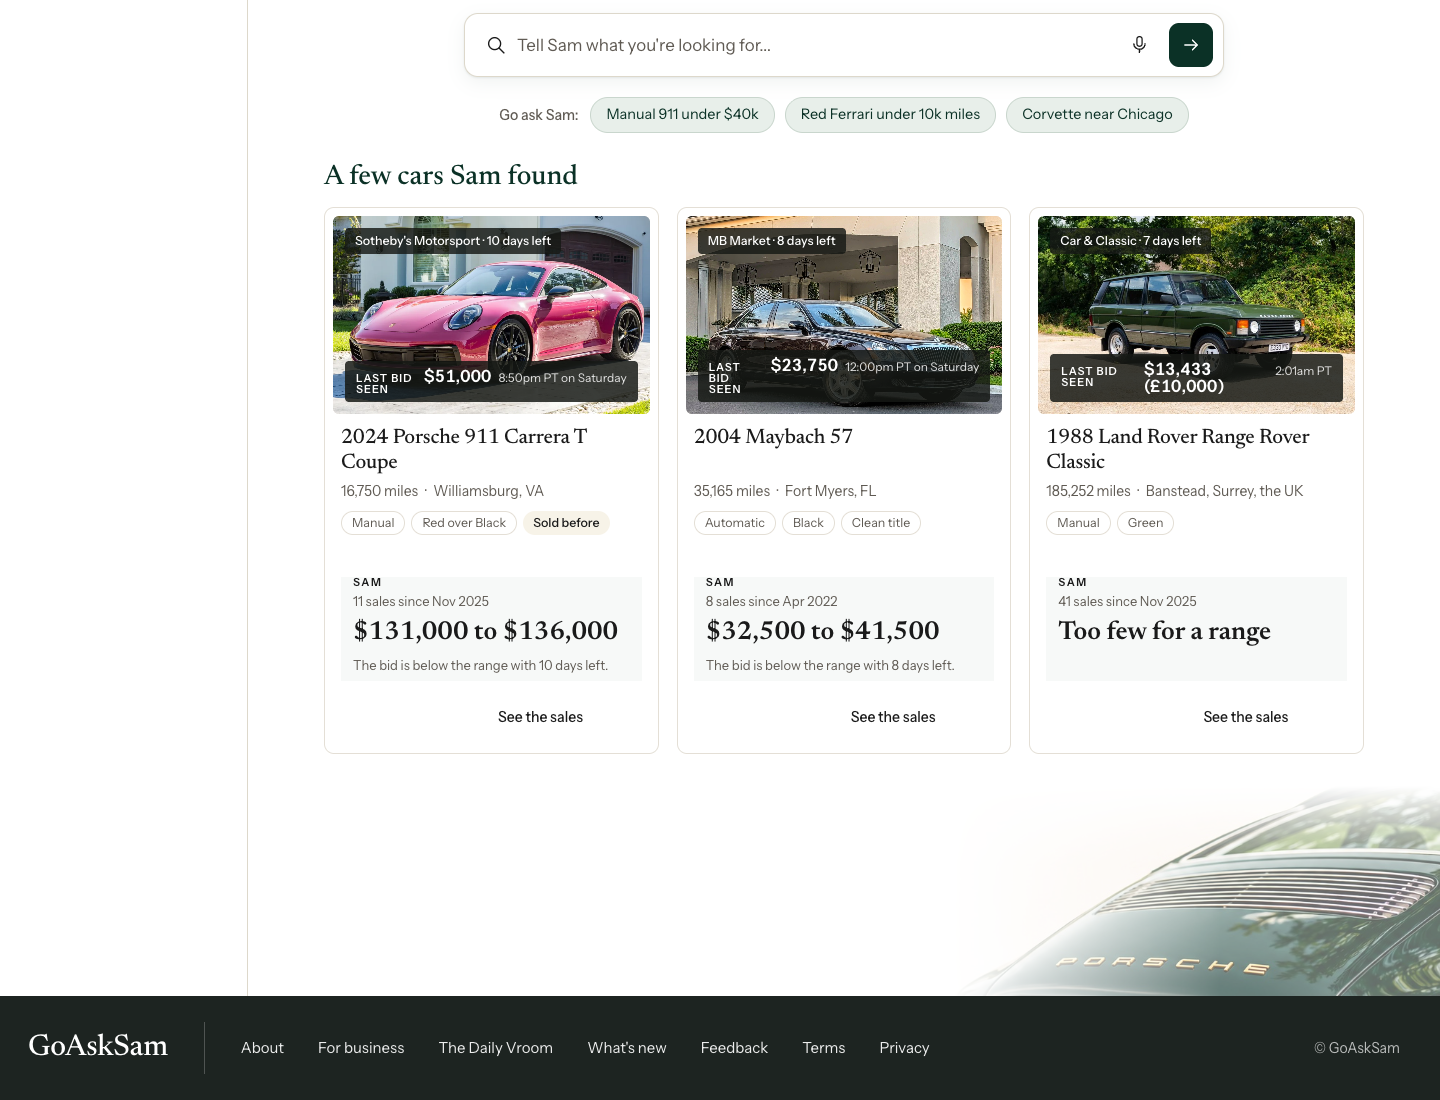 Tell Sam what you're looking for...
Go ask Sam:
Manual 911 under $40k
Red Ferrari under 10k miles
Corvette near Chicago
A few cars Sam found
Sotheby's Motorsport · 10 days left
LAST BID SEEN
$51,000
8:50pm PT on Saturday
2024 Porsche 911 Carrera T
Coupe
16,750 miles · Williamsburg, VA
Manual
Red over Black
Sold before
SAM
11 sales since Nov 2025
$131,000 to $136,000
The bid is below the range with 10 days left.
See the sales
MB Market · 8 days left
LAST BID SEEN
$23,750
12:00pm PT on Saturday
2004 Maybach 57
35,165 miles · Fort Myers, FL
Automatic
Black
Clean title
SAM
8 sales since Apr 2022
$32,500 to $41,500
The bid is below the range with 8 days left.
See the sales
Car & Classic · 7 days left
LAST BID SEEN
$13,433
(£10,000)
2:01am PT
1988 Land Rover Range Rover
Classic
185,252 miles · Banstead, Surrey, the UK
Manual
Green
SAM
41 sales since Nov 2025
Too few for a range
See the sales
PORSCHE
GoAskSam
About
For business
The Daily Vroom
What's new
Feedback
Terms
Privacy
© GoAskSam